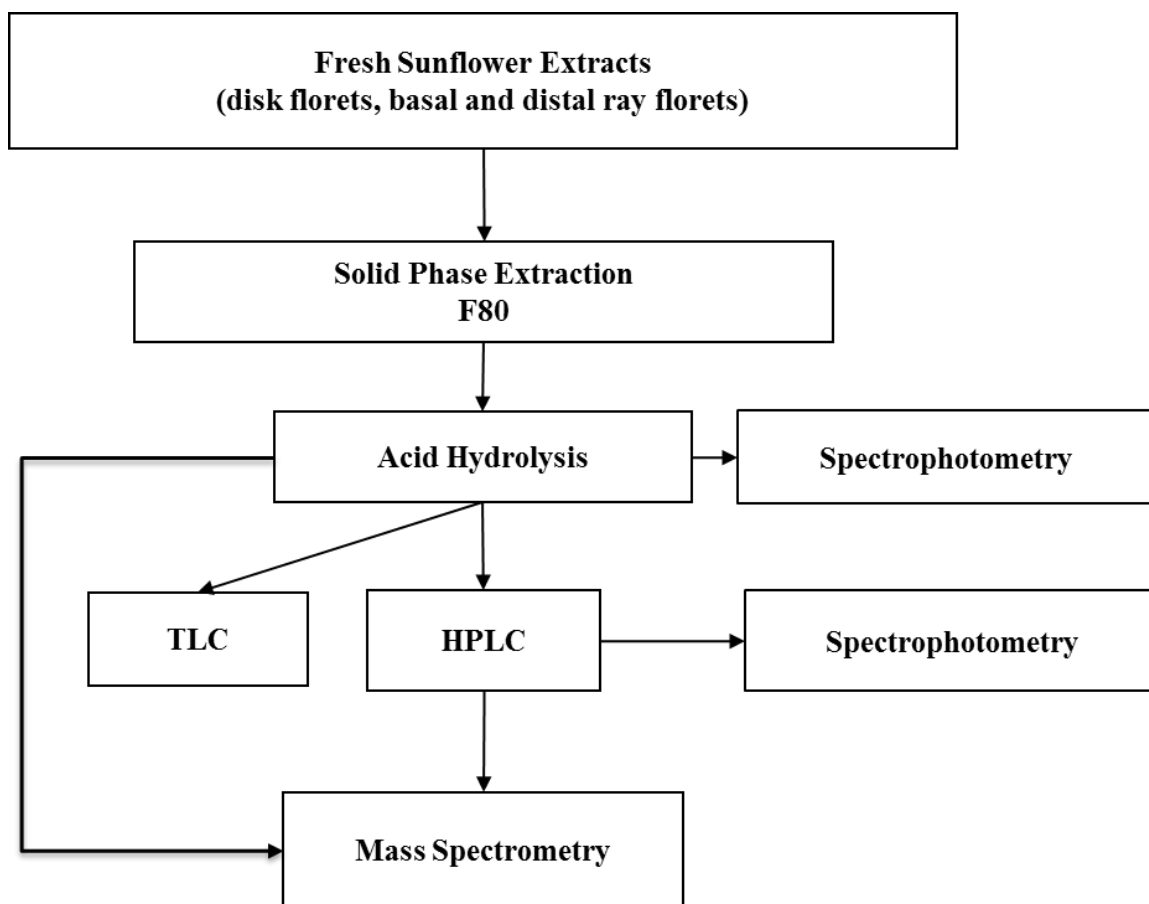 Fresh Sunflower Extracts
(disk florets, basal and distal ray florets)
Solid Phase Extraction
F80
Acid Hydrolysis
Spectrophotometry
TLC
HPLC
Spectrophotometry
Mass Spectrometry